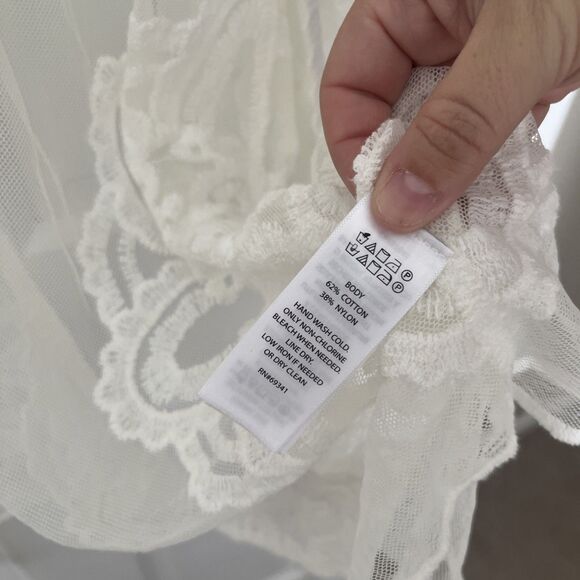 P
P
BODY
62% COTTON
38% NYLON
HAND WASH COLD.
ONLY NON-CHLORINE
BLEACH WHEN NEEDED.
LINE DRY.
LOW IRON IF NEEDED
OR DRY CLEAN
RN#69341